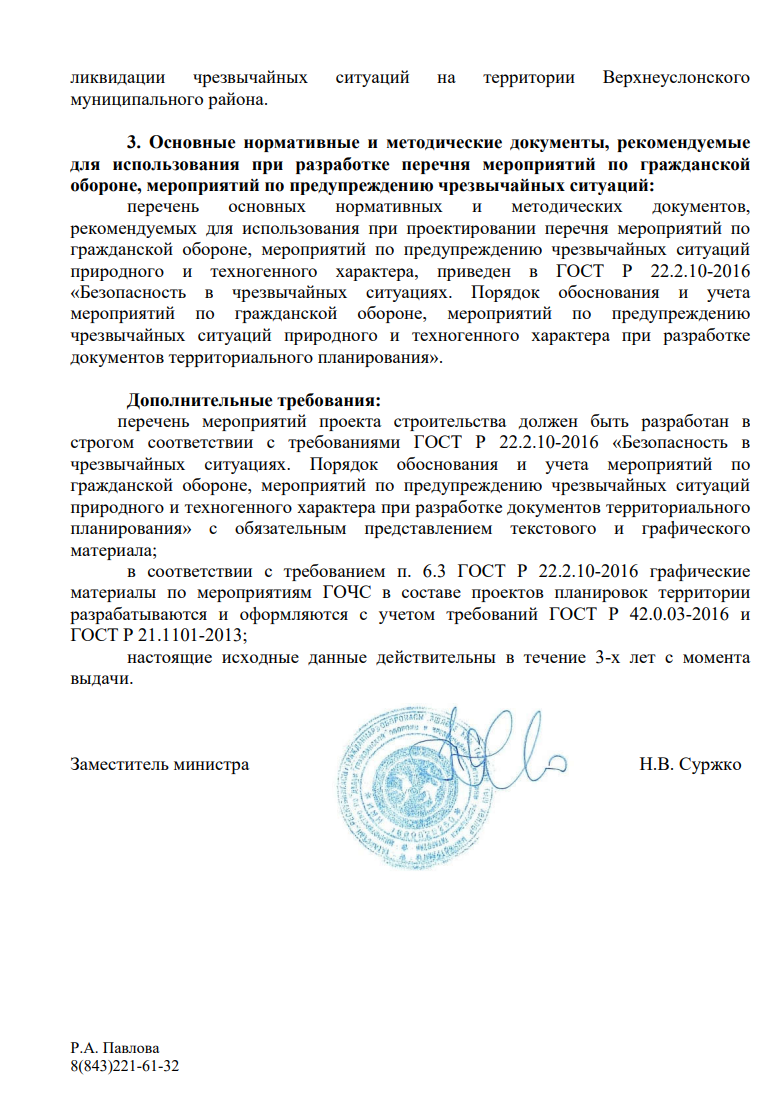 ликвидации чрезвычайных ситуаций на территории Верхнеуслонского
муниципального района.
3. Основные нормативные и методические документы, рекомендуемые
для использования при разработке перечня мероприятий по гражданской
обороне, мероприятий по предупреждению чрезвычайных ситуаций:
перечень основных нормативных и методических документов,
рекомендуемых для использования при проектировании перечня мероприятий по
гражданской обороне, мероприятий по предупреждению чрезвычайных ситуаций
природного и техногенного характера, приведен в ГОСТ Р 22.2.10-2016
«Безопасность в чрезвычайных ситуациях. Порядок обоснования и учета
мероприятий по гражданской обороне, мероприятий по предупреждению
чрезвычайных ситуаций природного и техногенного характера при разработке
документов территориального планирования».
Дополнительные требования:
перечень мероприятий проекта строительства должен быть разработан в
строгом соответствии с требованиями ГОСТ Р 22.2.10-2016 «Безопасность в
чрезвычайных ситуациях. Порядок обоснования и учета мероприятий по
гражданской обороне, мероприятий по предупреждению чрезвычайных ситуаций
природного и техногенного характера при разработке документов территориального
планирования» с обязательным представлением текстового и графического
материала;
в соответствии с требованием п. 6.3 ГОСТ Р 22.2.10-2016 графические
материалы по мероприятиям ГОЧС в составе проектов планировок территории
разрабатываются и оформляются с учетом требований ГОСТ Р 42.0.03-2016 и
ГОСТ Р 21.1101-2013;
настоящие исходные данные действительны в течение 3-х лет с момента
выдачи.
Заместитель министра Н.В. Суржко
Р.А. Павлова
8(843)221-61-32